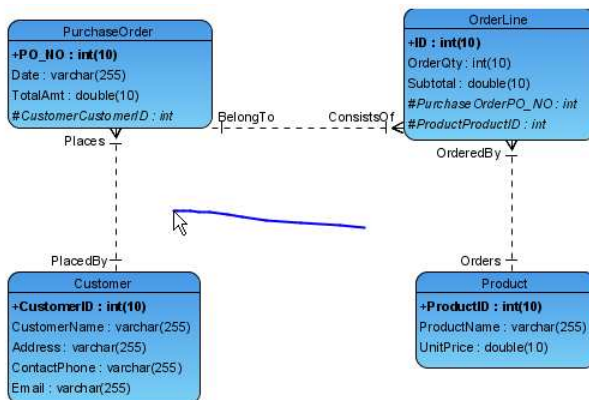 PurchaseOrder
+PO_NO : int(10)
Date : varchar(255)
TotalAmt : double(10)
#CustomerCustomerID : int
OrderLine
+ID : int(10)
OrderQty : int(10)
Subtotal : double(10)
#PurchaseOrderPO_NO : int
#ProductProductID : int
BelongTo
ConsistsOf
Places
OrderedBy
PlacedBy
Orders
Customer
+CustomerID : int(10)
CustomerName : varchar(255)
Address : varchar(255)
ContactPhone : varchar(255)
Email : varchar(255)
Product
+ProductID : int(10)
ProductName : varchar(255)
UnitPrice : double(10)